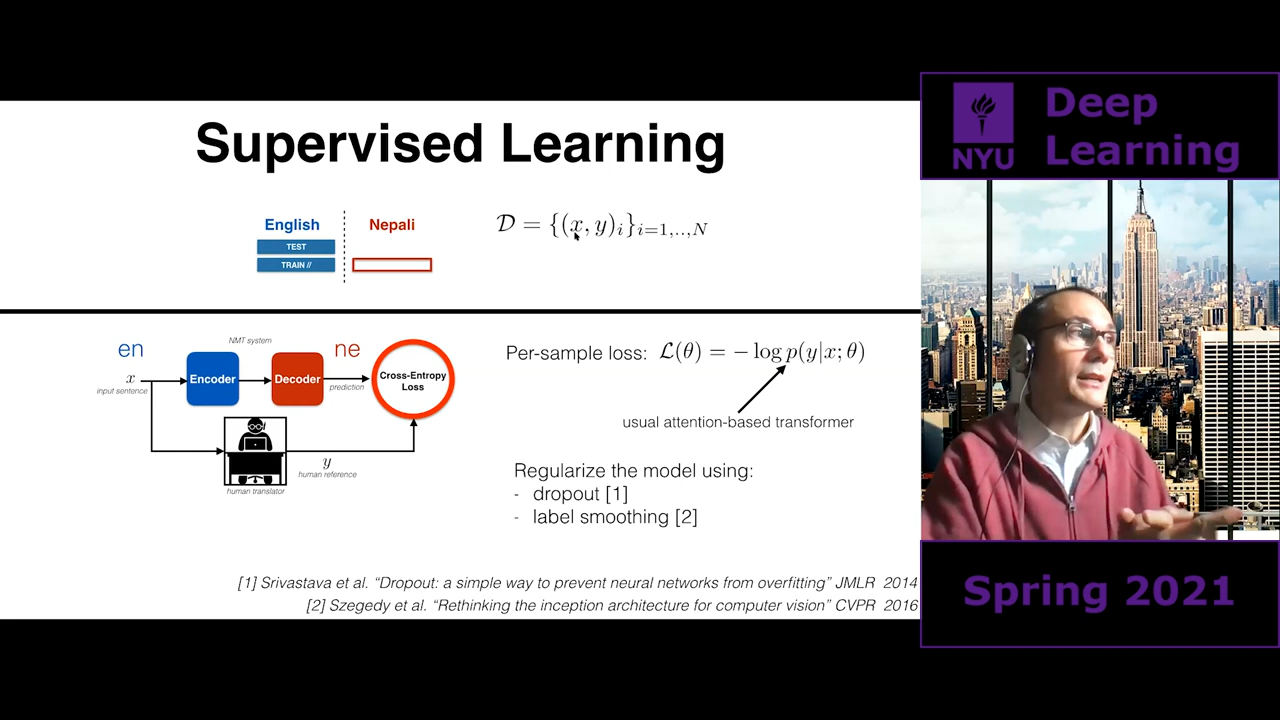 Supervised Learning
English
Nepali
TEST
TRAIN //
𝒟 = {(x, y)ᵢ}ᵢ₌₁,..,N
en
NMT system
ne
x
input sentence
Encoder
Decoder
prediction
Cross-Entropy
Loss
y
human reference
human translator
Per-sample loss: ℒ(θ) = − log p(y|x; θ)
usual attention-based transformer
Regularize the model using:
- dropout [1]
- label smoothing [2]
[1] Srivastava et al. “Dropout: a simple way to prevent neural networks from overfitting” JMLR 2014
[2] Szegedy et al. “Rethinking the inception architecture for computer vision” CVPR 2016
NYU
Deep
Learning
Spring 2021